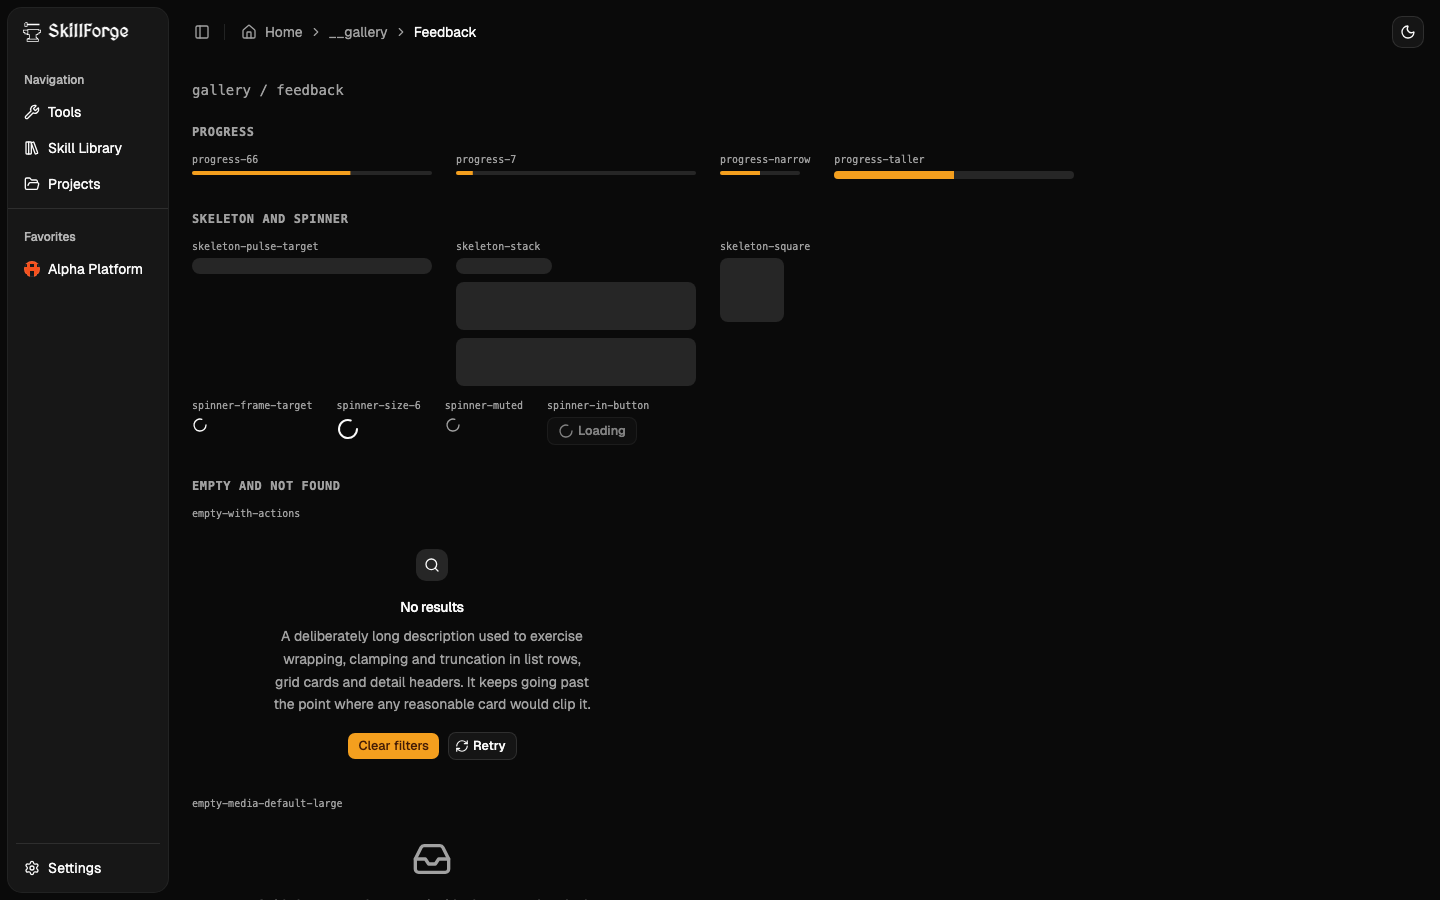 SkillForge
Home > __gallery > Feedback
Navigation
Tools
Skill Library
Projects
Favorites
Alpha Platform
Settings
gallery / feedback
PROGRESS
progress-66
progress-7
progress-narrow
progress-taller
SKELETON AND SPINNER
skeleton-pulse-target
skeleton-stack
skeleton-square
spinner-frame-target
spinner-size-6
spinner-muted
spinner-in-button
Loading
EMPTY AND NOT FOUND
empty-with-actions
No results
A deliberately long description used to exercise
wrapping, clamping and truncation in list rows,
grid cards and detail headers. It keeps going past
the point where any reasonable card would clip it.
Clear filters
Retry
empty-media-default-large